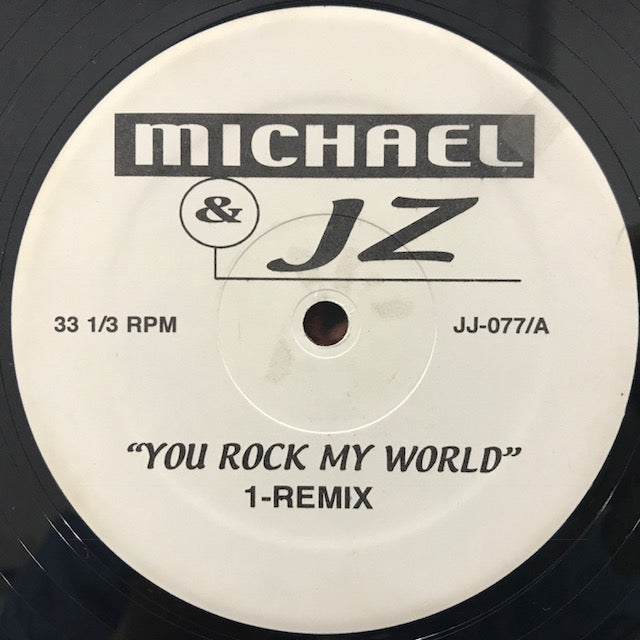 MICHAEL
& JZ
33 1/3 RPM
JJ-077/A
“YOU ROCK MY WORLD”
1-REMIX